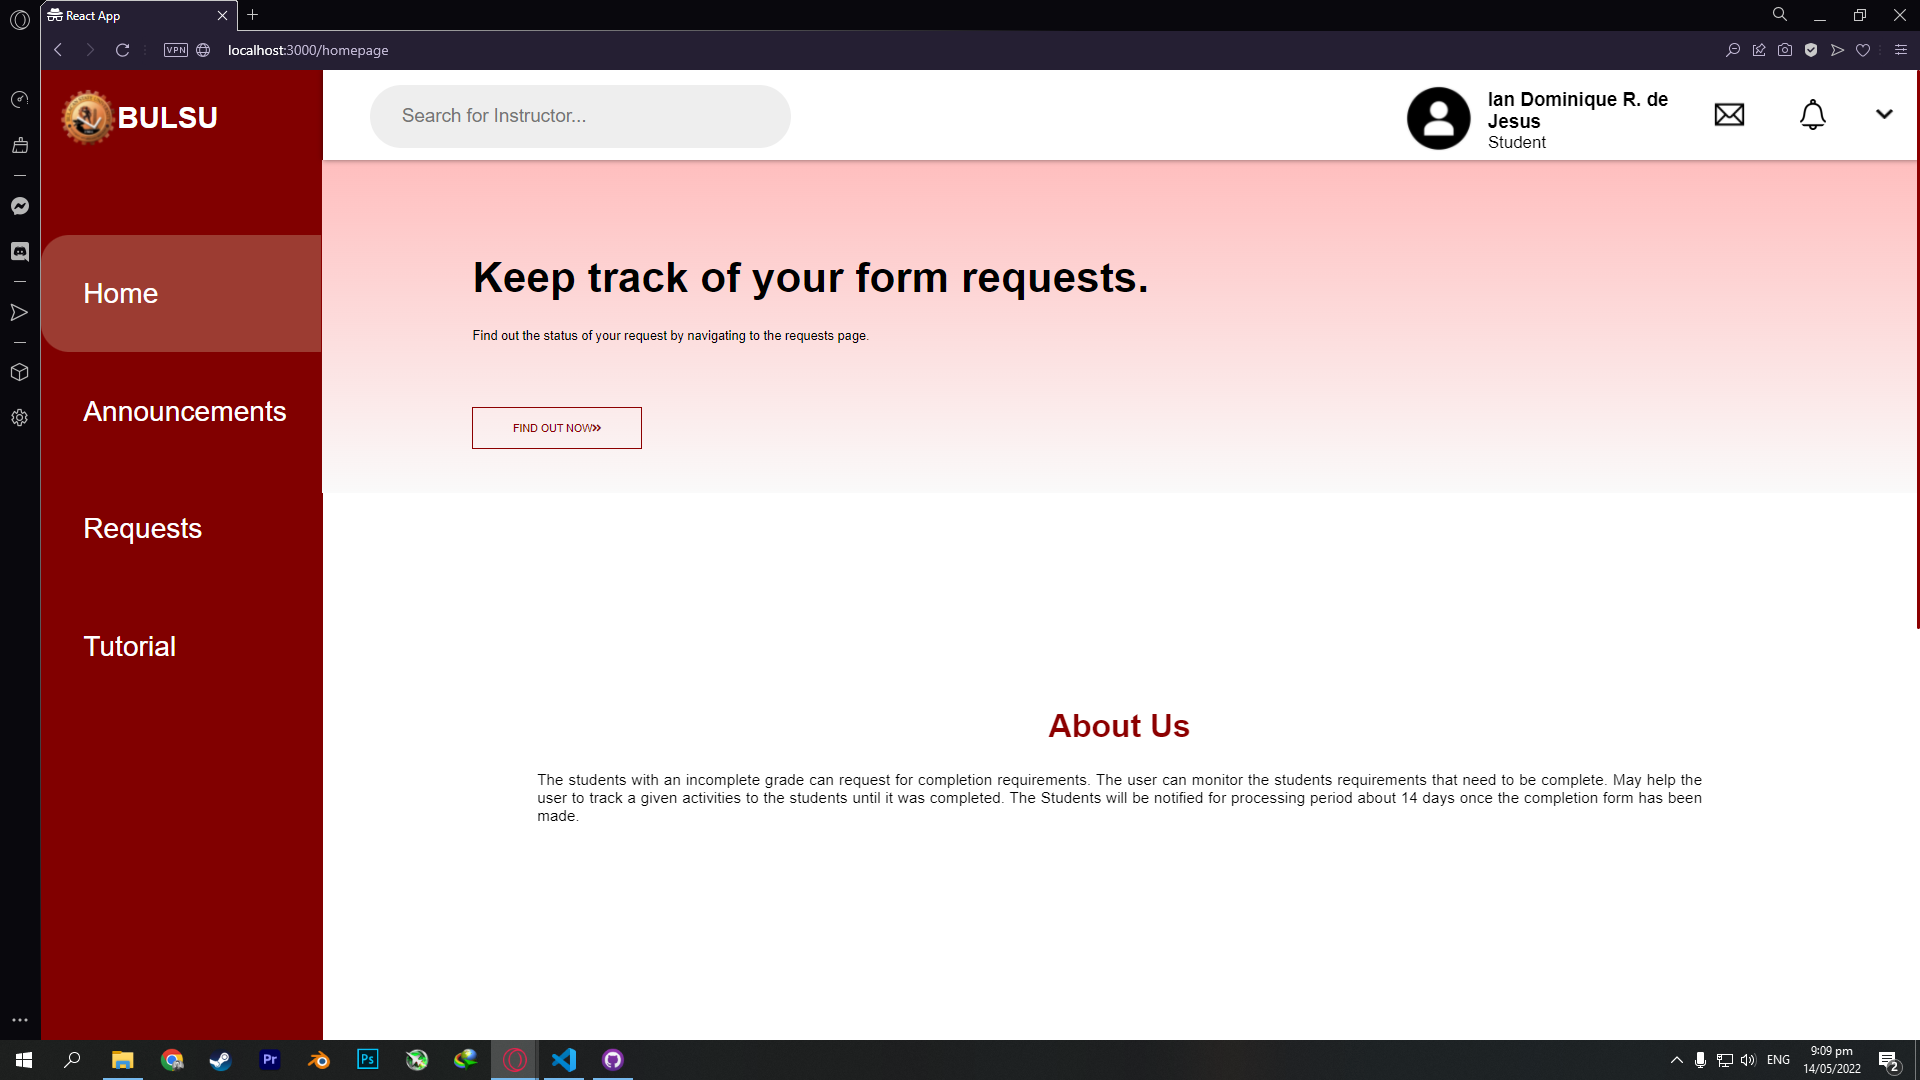 React App
VPN
localhost:3000/homepage
BULSU
Search for Instructor...
Ian Dominique R. de
Jesus
Student
Home
Announcements
Requests
Tutorial
Keep track of your form requests.
Find out the status of your request by navigating to the requests page.
FIND OUT NOW»
About Us
The students with an incomplete grade can request for completion requirements. The user can monitor the students requirements that need to be complete. May help the
user to track a given activities to the students until it was completed. The Students will be notified for processing period about 14 days once the completion form has been
made.
Pr
Ps
ENG
9:09 pm
14/05/2022
2